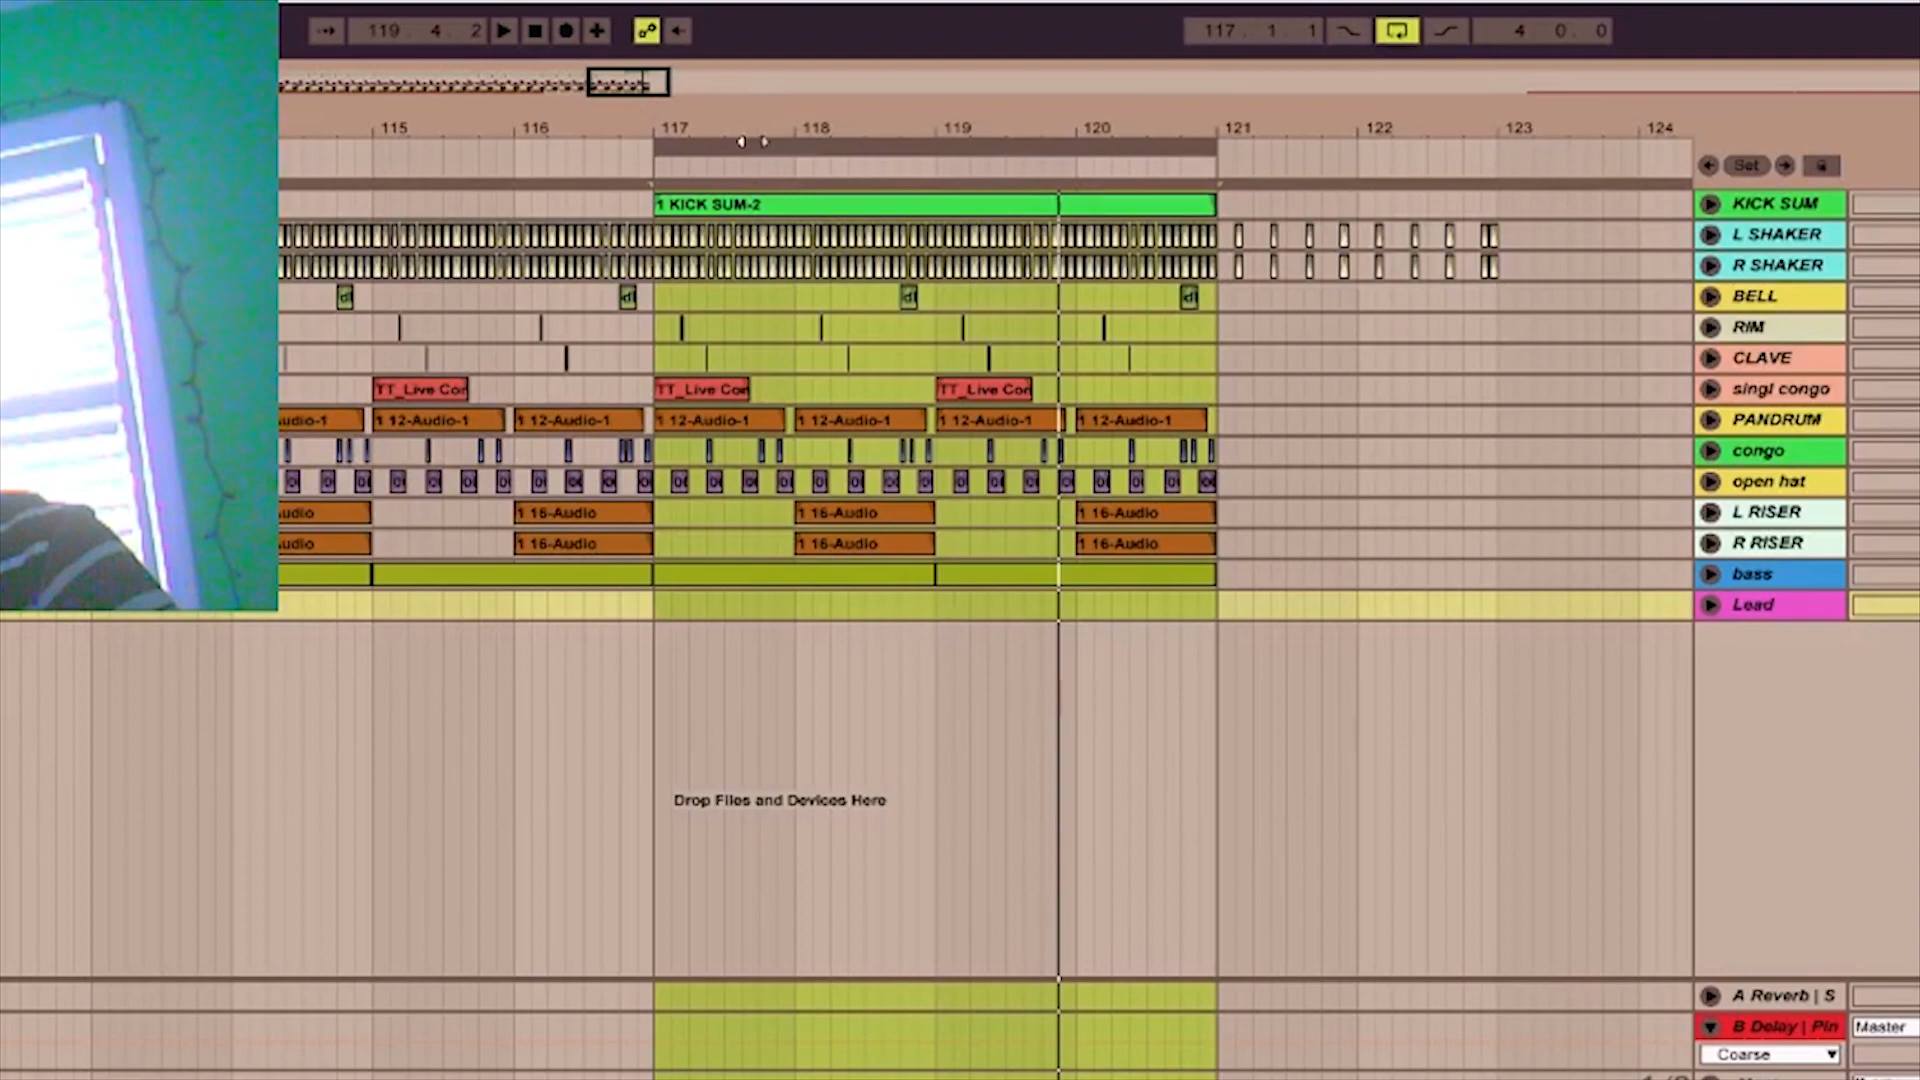 119. 4. 2
117. 1. 1
4. 0. 0
115 116 117 118 119 120 121 122 123 124
Set
1 KICK SUM-2
KICK SUM
L SHAKER
R SHAKER
BELL
RIM
CLAVE
TT_Live Con TT_Live Con TT_Live Con
singl congo
udio-1 1 12-Audio-1 1 12-Audio-1 1 12-Audio-1 1 12-Audio-1 1 12-Audio-1 1 12-Audio-1
PANDRUM
congo
open hat
udio 1 16-Audio 1 16-Audio 1 16-Audio
L RISER
udio 1 16-Audio 1 16-Audio 1 16-Audio
R RISER
bass
Lead
Drop Files and Devices Here
A Reverb | S
B Delay | Pin
Master
Coarse